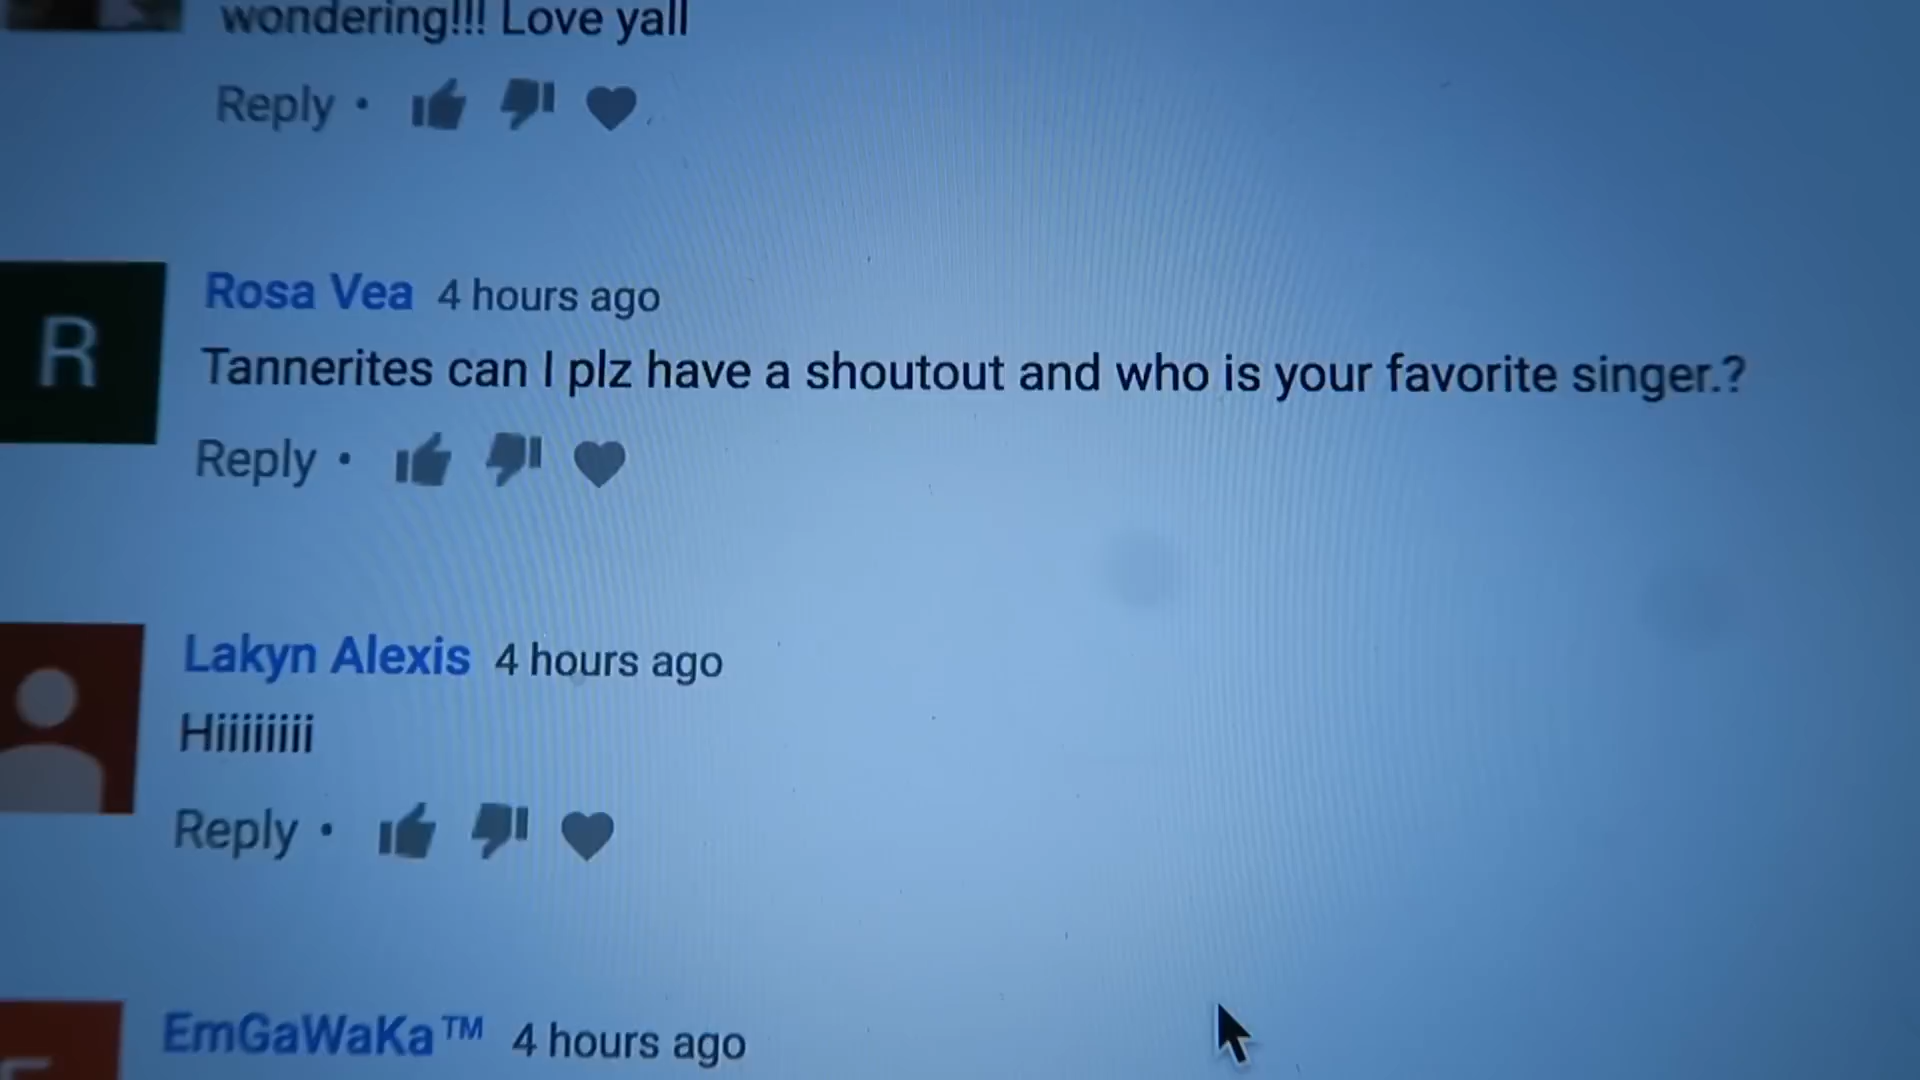 wondering!!! Love yall
Reply •
R
Rosa Vea 4 hours ago
Tannerites can I plz have a shoutout and who is your favorite singer.?
Reply •
Lakyn Alexis 4 hours ago
Hiiiiiiiii
Reply •
EmGaWaKa™ 4 hours ago